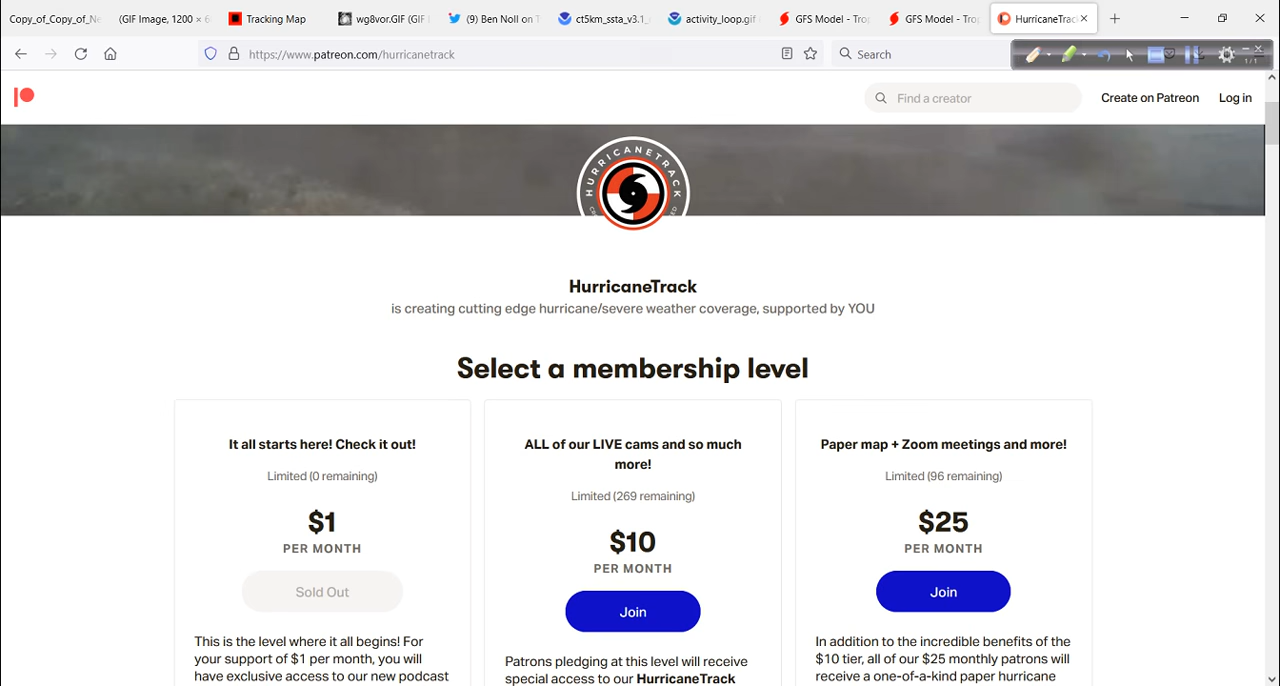 Copy_of_Copy_of_Ne
(GIF Image, 1200 × 6
Tracking Map
wg8vor.GIF (GIF I
(9) Ben Noll on T
ct5km_ssta_v3.1_
activity_loop.gif
GFS Model - Tro
GFS Model - Tro
HurricaneTrac
https://www.patreon.com/hurricanetrack
Search
1/1
Find a creator
Create on Patreon
Log in
HURRICANETRACK
HurricaneTrack
is creating cutting edge hurricane/severe weather coverage, supported by YOU
Select a membership level
It all starts here! Check it out!
Limited (0 remaining)
$1
PER MONTH
Sold Out
This is the level where it all begins! For
your support of $1 per month, you will
have exclusive access to our new podcast
ALL of our LIVE cams and so much
more!
Limited (269 remaining)
$10
PER MONTH
Join
Patrons pledging at this level will receive
special access to our HurricaneTrack
Paper map + Zoom meetings and more!
Limited (96 remaining)
$25
PER MONTH
Join
In addition to the incredible benefits of the
$10 tier, all of our $25 monthly patrons will
receive a one-of-a-kind paper hurricane